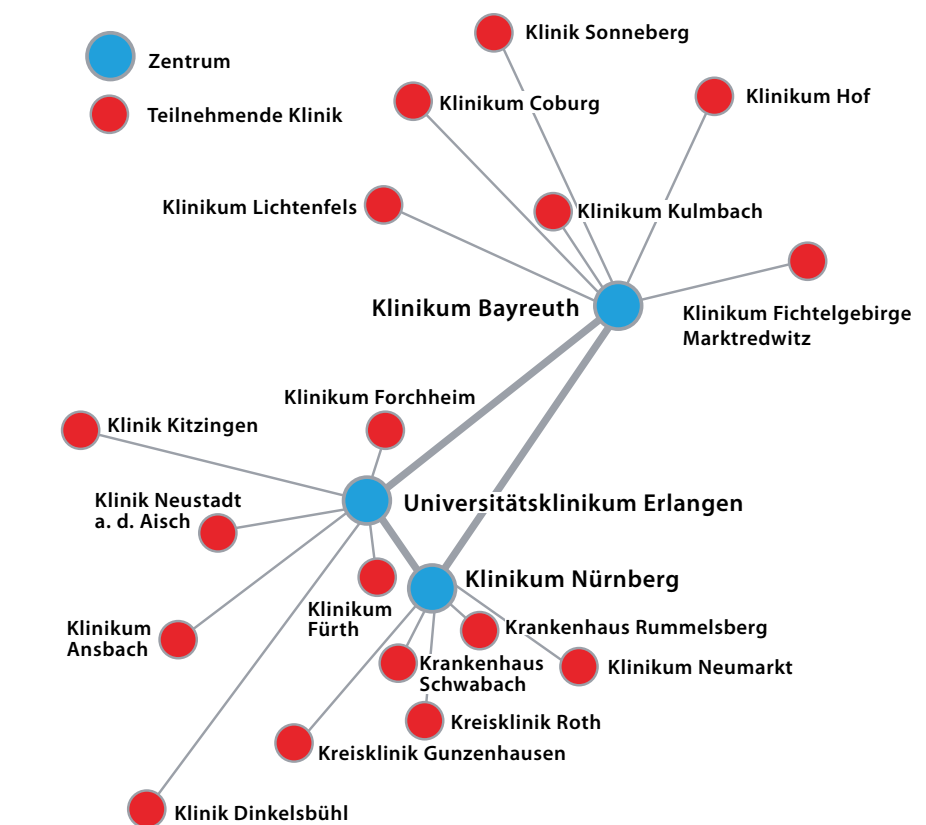 Zentrum
Teilnehmende Klinik
Klinik Sonneberg
Klinikum Coburg
Klinikum Hof
Klinikum Lichtenfels
Klinikum Kulmbach
Klinikum Bayreuth
Klinikum Fichtelgebirge
Marktredwitz
Klinikum Forchheim
Klinik Kitzingen
Klinik Neustadt
a. d. Aisch
Universitätsklinikum Erlangen
Klinikum Nürnberg
Klinikum
Fürth
Klinikum
Ansbach
Krankenhaus Rummelsberg
Krankenhaus
Schwabach
Klinikum Neumarkt
Kreisklinik Roth
Kreisklinik Gunzenhausen
Klinik Dinkelsbühl